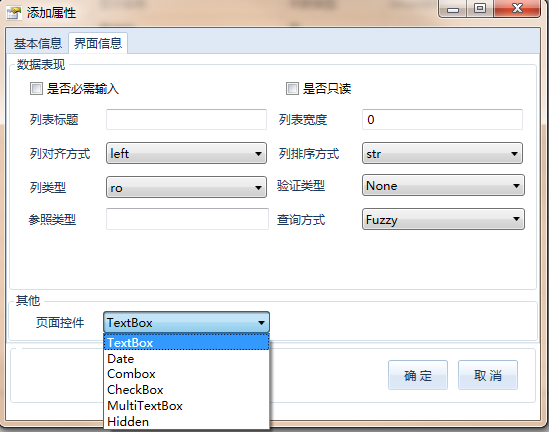 添加属性
基本信息 界面信息
数据表现
是否必需输入 是否只读
列表标题 列表宽度 0
列对齐方式 left 列排序方式 str
列类型 ro 验证类型 None
参照类型 查询方式 Fuzzy
其他
页面控件 TextBox
TextBox
Date
Combox
CheckBox
MultiTextBox
Hidden
确 定 取 消